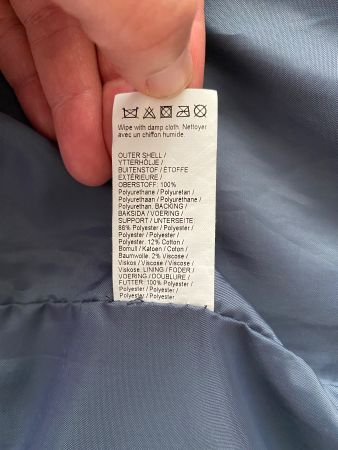 Wipe with damp cloth. Nettoyer
avec un chiffon humide.
OUTER SHELL /
YTTERHÖLJE /
BUITENSTOF / ÉTOFFE
EXTÉRIEURE /
OBERSTOFF: 100%
Polyurethane / Polyuretan /
Polyurethaan / Polyurethane /
Polyurethan. BACKING /
BAKSIDA / VOERING /
SUPPORT / UNTERSEITE:
86% Polyester / Polyester /
Polyester / Polyester /
Polyester. 12% Cotton /
Bomull / Katoen / Coton /
Baumwolle. 2% Viscose /
Viskos / Viscose / Viscose /
Viskose. LINING / FODER /
VOERING / DOUBLURE /
FUTTER: 100% Polyester /
Polyester / Polyester /
Polyester / Polyester